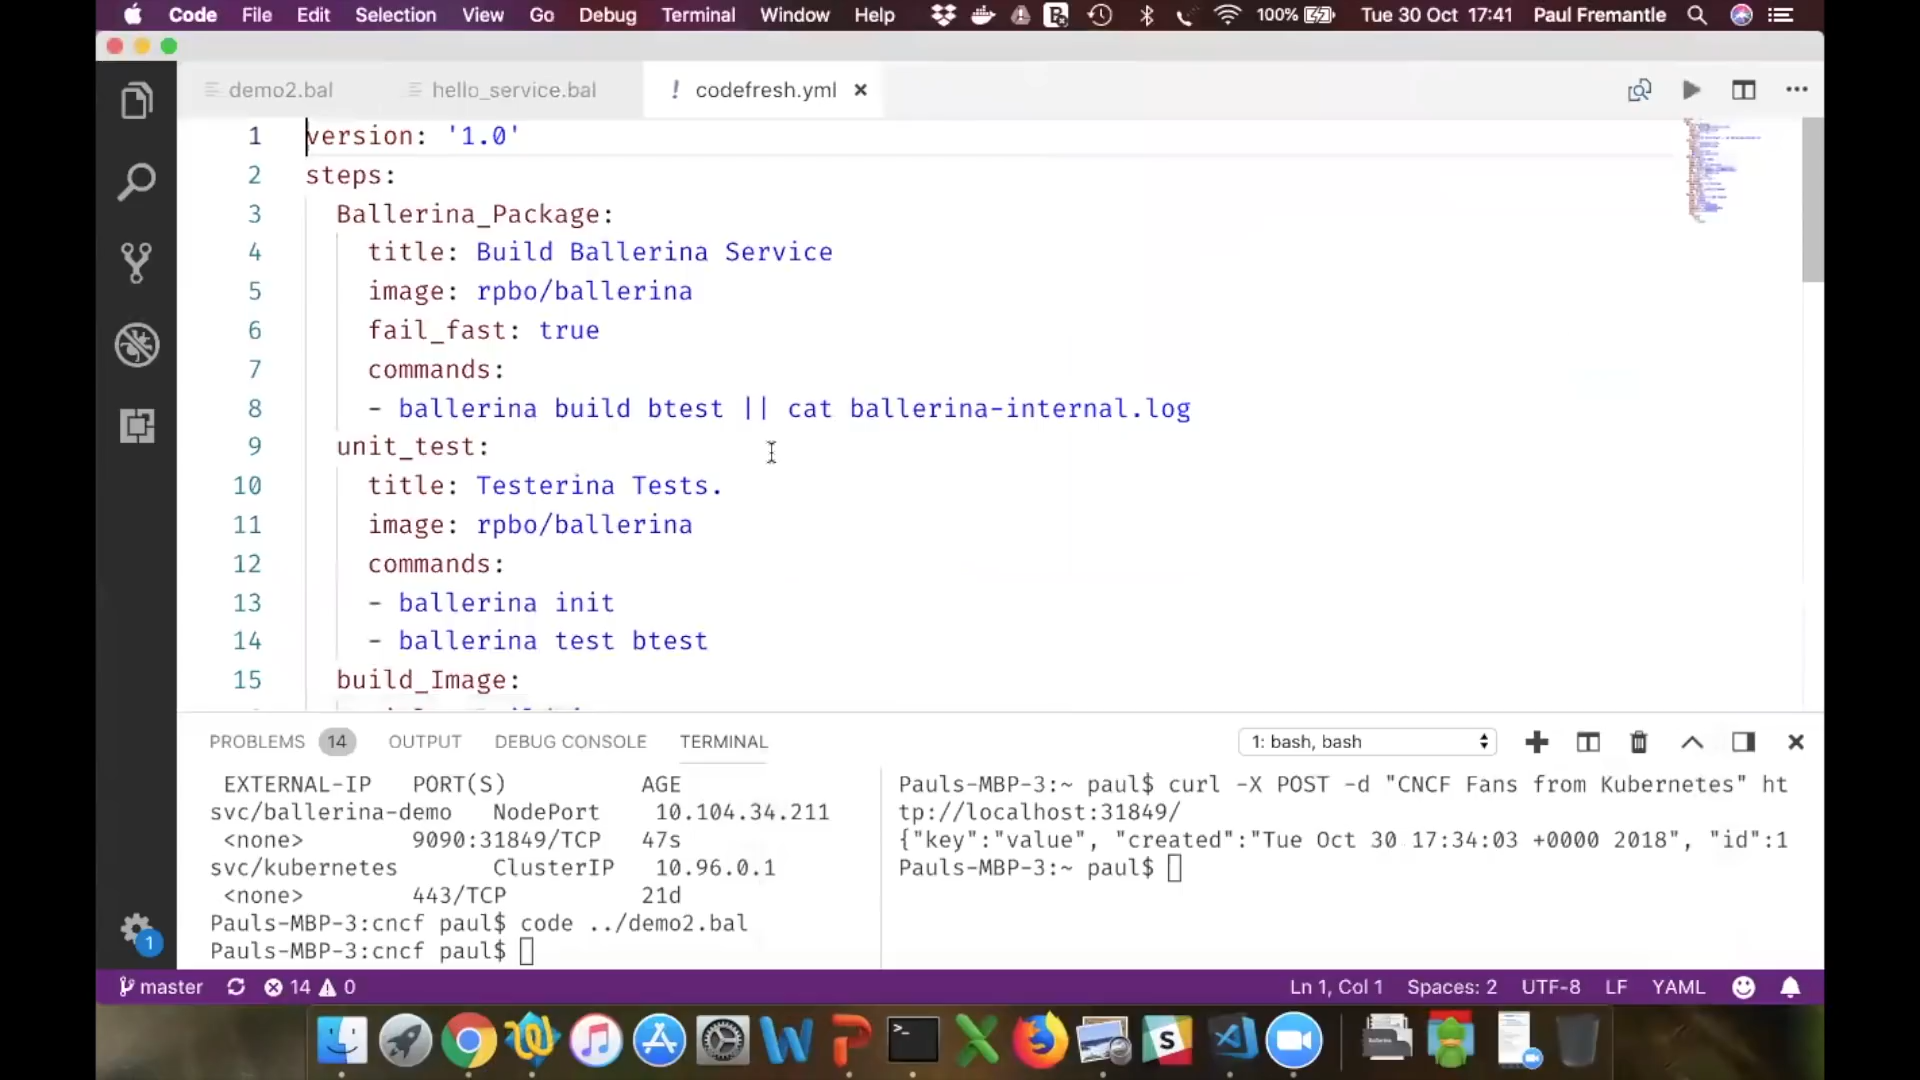 Code File Edit Selection View Go Debug Terminal Window Help 100% Tue 30 Oct 17:41 Paul Fremantle
demo2.bal hello_service.bal ! codefresh.yml
1 version: '1.0'
2 steps:
3 Ballerina_Package:
4 title: Build Ballerina Service
5 image: rpbo/ballerina
6 fail_fast: true
7 commands:
8 - ballerina build btest || cat ballerina-internal.log
9 unit_test:
10 title: Testerina Tests.
11 image: rpbo/ballerina
12 commands:
13 - ballerina init
14 - ballerina test btest
15 build_Image:
PROBLEMS 14 OUTPUT DEBUG CONSOLE TERMINAL 1: bash, bash
EXTERNAL-IP PORT(S) AGE
svc/ballerina-demo NodePort 10.104.34.211
<none> 9090:31849/TCP 47s
svc/kubernetes ClusterIP 10.96.0.1
<none> 443/TCP 21d
Pauls-MBP-3:cncf paul$ code ../demo2.bal
Pauls-MBP-3:cncf paul$
Pauls-MBP-3:~ paul$ curl -X POST -d "CNCF Fans from Kubernetes" ht
tp://localhost:31849/
{"key":"value", "created":"Tue Oct 30 17:34:03 +0000 2018", "id":1
Pauls-MBP-3:~ paul$
1
master 14 0 Ln 1, Col 1 Spaces: 2 UTF-8 LF YAML